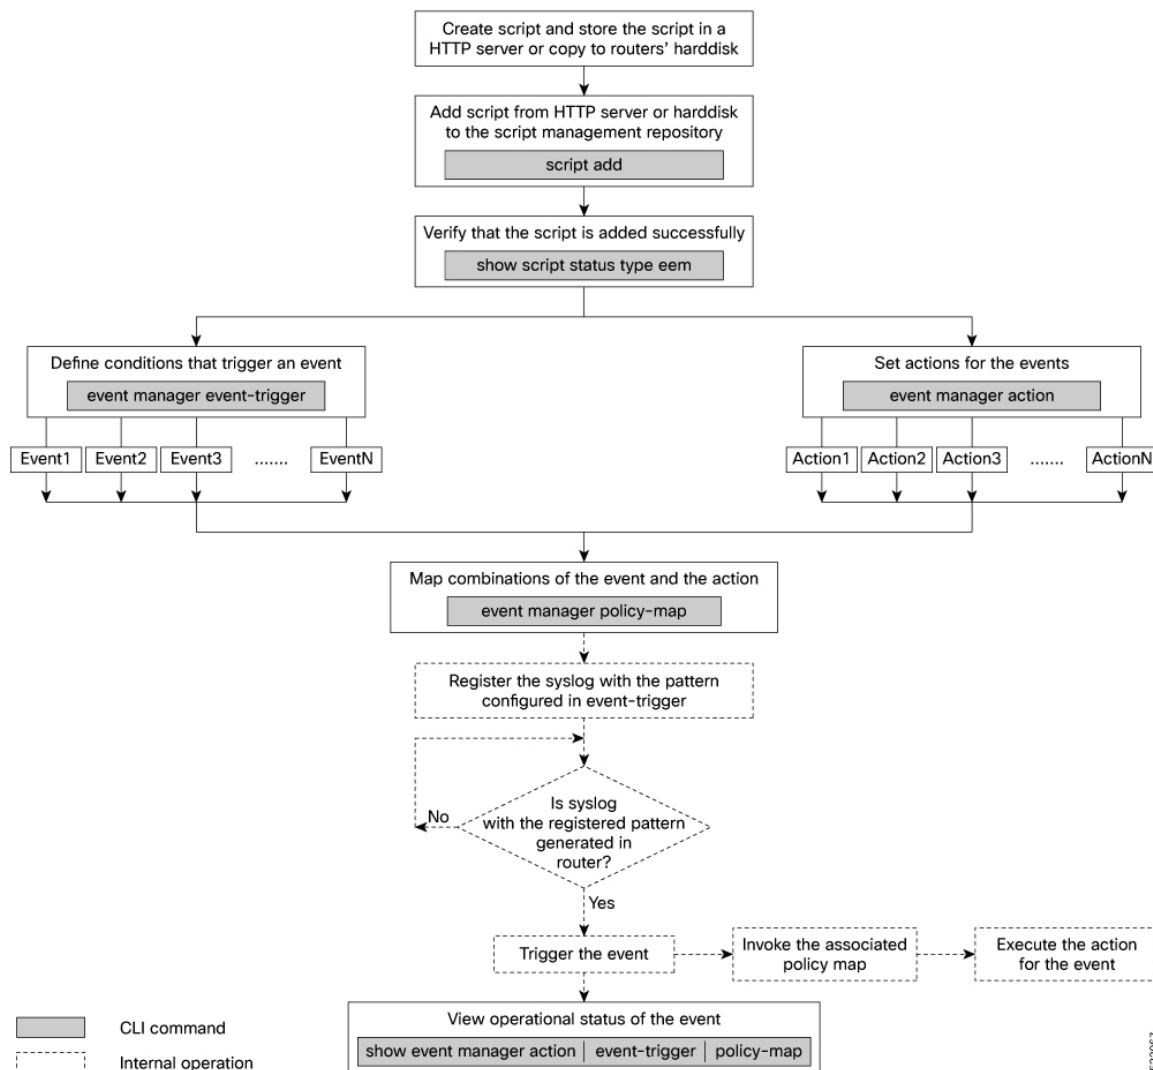 Create script and store the script in a
HTTP server or copy to routers' harddisk
Add script from HTTP server or harddisk
to the script management repository
script add
Verify that the script is added successfully
show script status type eem
Define conditions that trigger an event
event manager event-trigger
Event1 Event2 Event3 ....... EventN
Set actions for the events
event manager action
Action1 Action2 Action3 ....... ActionN
Map combinations of the event and the action
event manager policy-map
Register the syslog with the pattern
configured in event-trigger
Is syslog
with the registered pattern
generated in
router?
No
Yes
Trigger the event
Invoke the associated
policy map
Execute the action
for the event
View operational status of the event
show event manager action | event-trigger | policy-map
CLI command
Internal operation